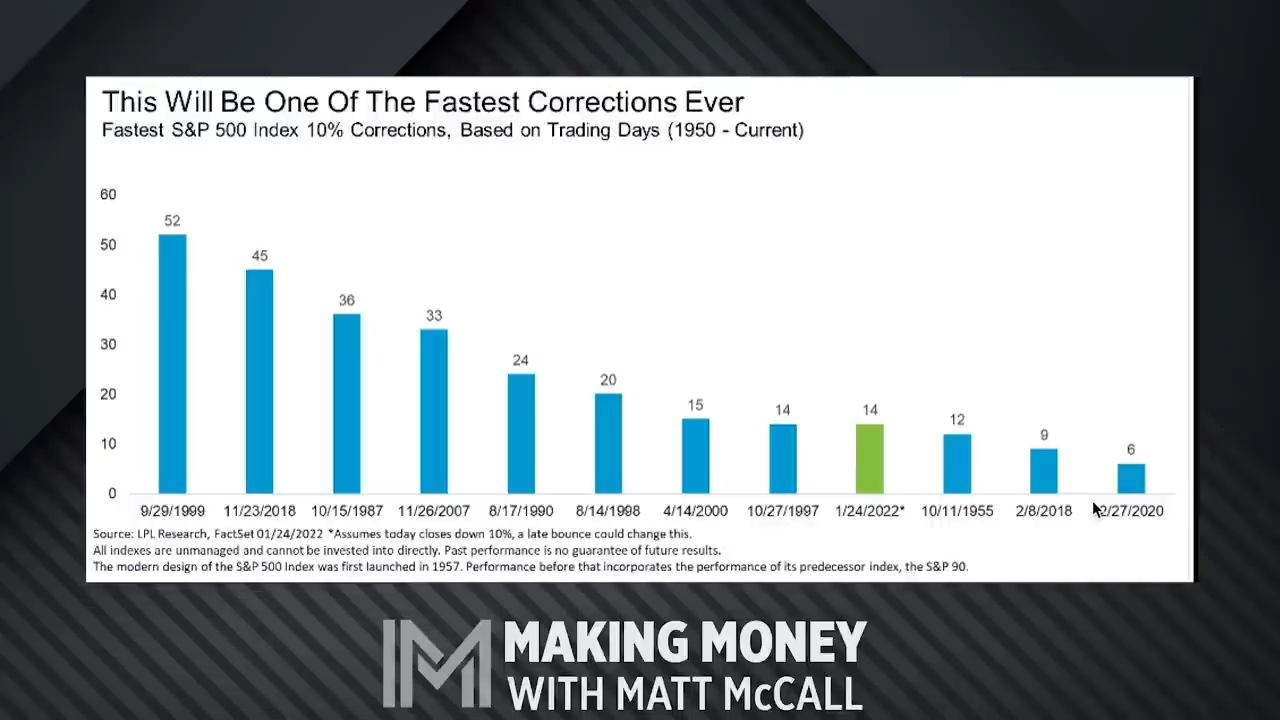 This Will Be One Of The Fastest Corrections Ever
Fastest S&P 500 Index 10% Corrections, Based on Trading Days (1950 - Current)
60
50
40
30
20
10
0
52
45
36
33
24
20
15
14
14
12
9
6
9/29/1999 11/23/2018 10/15/1987 11/26/2007 8/17/1990 8/14/1998 4/14/2000 10/27/1997 1/24/2022* 10/11/1955 2/8/2018 2/27/2020
Source: LPL Research, FactSet 01/24/2022 *Assumes today closes down 10%, a late bounce could change this.
All indexes are unmanaged and cannot be invested into directly. Past performance is no guarantee of future results.
The modern design of the S&P 500 Index was first launched in 1957. Performance before that incorporates the performance of its predecessor index, the S&P 90.
MAKING MONEY
WITH MATT McCALL